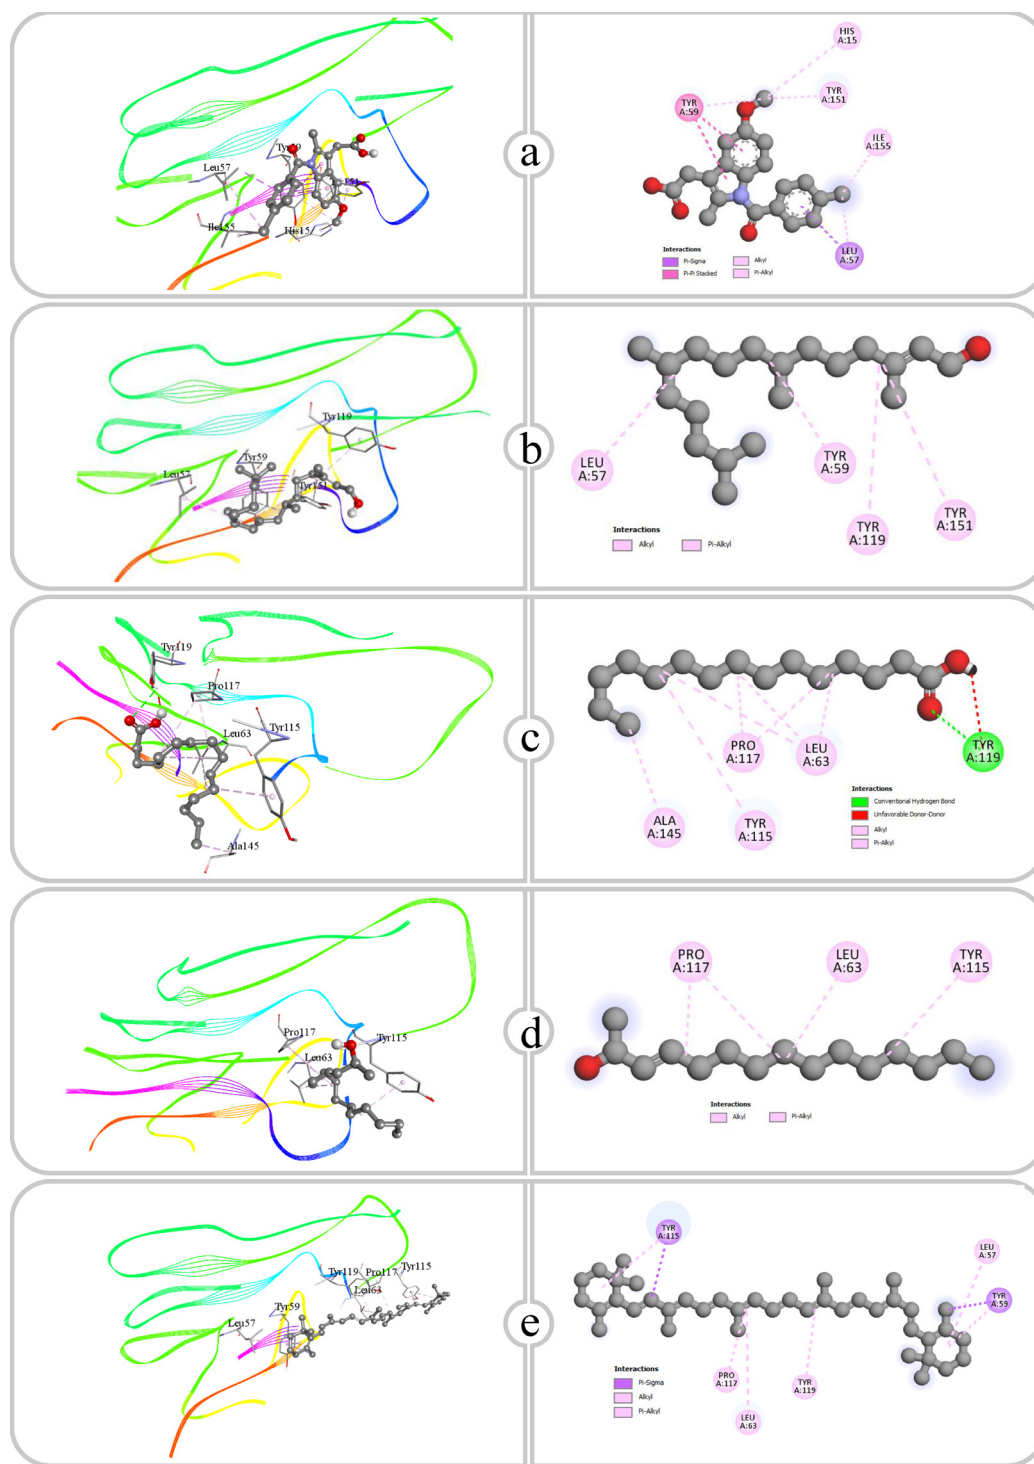 Tyr59
Leu57
Ile155
His15
a
HIS
A:15
TYR
A:59
TYR
A:151
ILE
A:155
LEU
A:57
Interactions
Pi-Sigma
Pi-Pi Stacked
Alkyl
Pi-Alkyl
Tyr119
Tyr59
Leu57
Tyr151
b
LEU
A:57
TYR
A:59
TYR
A:119
TYR
A:151
Interactions
Alkyl
Pi-Alkyl
Tyr119
Pro117
Tyr115
Leu63
Ala145
c
PRO
A:117
LEU
A:63
TYR
A:119
ALA
A:145
TYR
A:115
Interactions
Conventional Hydrogen Bond
Unfavorable Donor-Donor
Alkyl
Pi-Alkyl
Pro117
Tyr115
Leu63
d
PRO
A:117
LEU
A:63
TYR
A:115
Interactions
Alkyl
Pi-Alkyl
Tyr119
Pro117
Tyr115
Leu63
Tyr59
Leu57
e
TYR
A:115
LEU
A:57
TYR
A:59
PRO
A:117
TYR
A:119
LEU
A:63
Interactions
Pi-Sigma
Alkyl
Pi-Alkyl